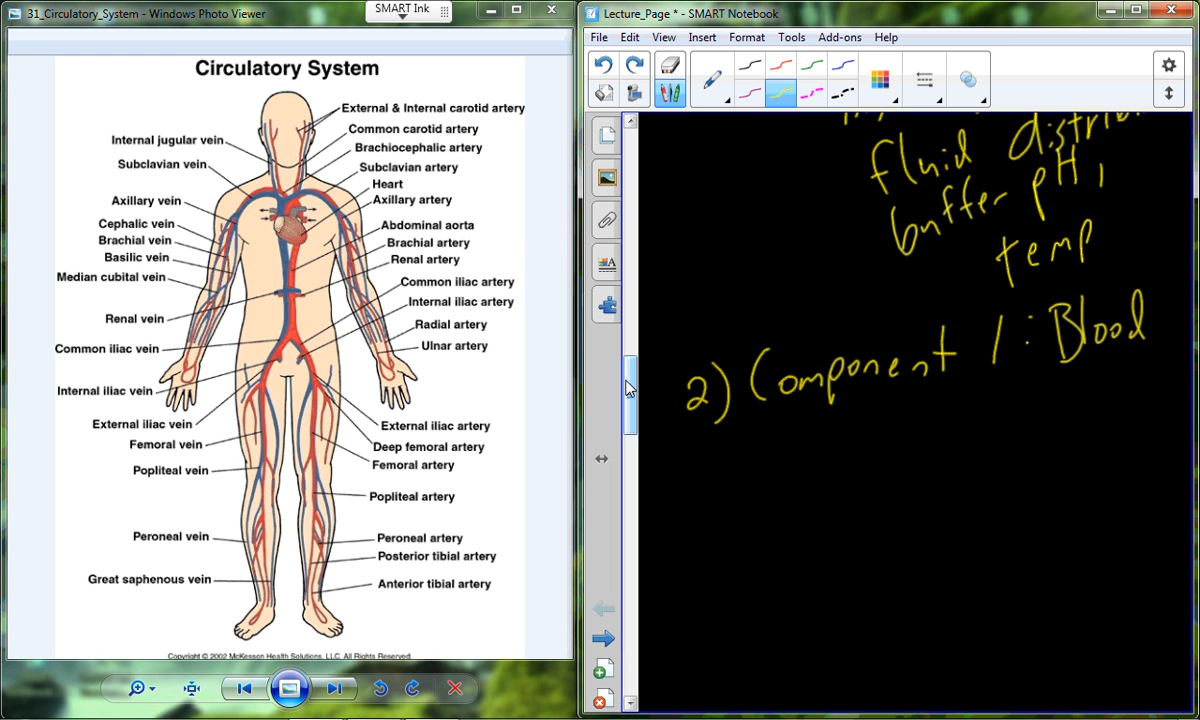 31_Circulatory_System - Windows Photo Viewer
SMART Ink
Circulatory System
External & Internal carotid artery
Common carotid artery
Brachiocephalic artery
Subclavian artery
Heart
Axillary artery
Abdominal aorta
Brachial artery
Renal artery
Common iliac artery
Internal iliac artery
Radial artery
Ulnar artery
External iliac artery
Deep femoral artery
Femoral artery
Popliteal artery
Peroneal artery
Posterior tibial artery
Anterior tibial artery
Internal jugular vein
Subclavian vein
Axillary vein
Cephalic vein
Brachial vein
Basilic vein
Median cubital vein
Renal vein
Common iliac vein
Internal iliac vein
External iliac vein
Femoral vein
Popliteal vein
Peroneal vein
Great saphenous vein
Copyright © 2002 McKesson Health Solutions, LLC. All Rights Reserved.
Lecture_Page * - SMART Notebook
File Edit View Insert Format Tools Add-ons Help
fluid distrib
buffer pH,
temp
2) Component 1: Blood